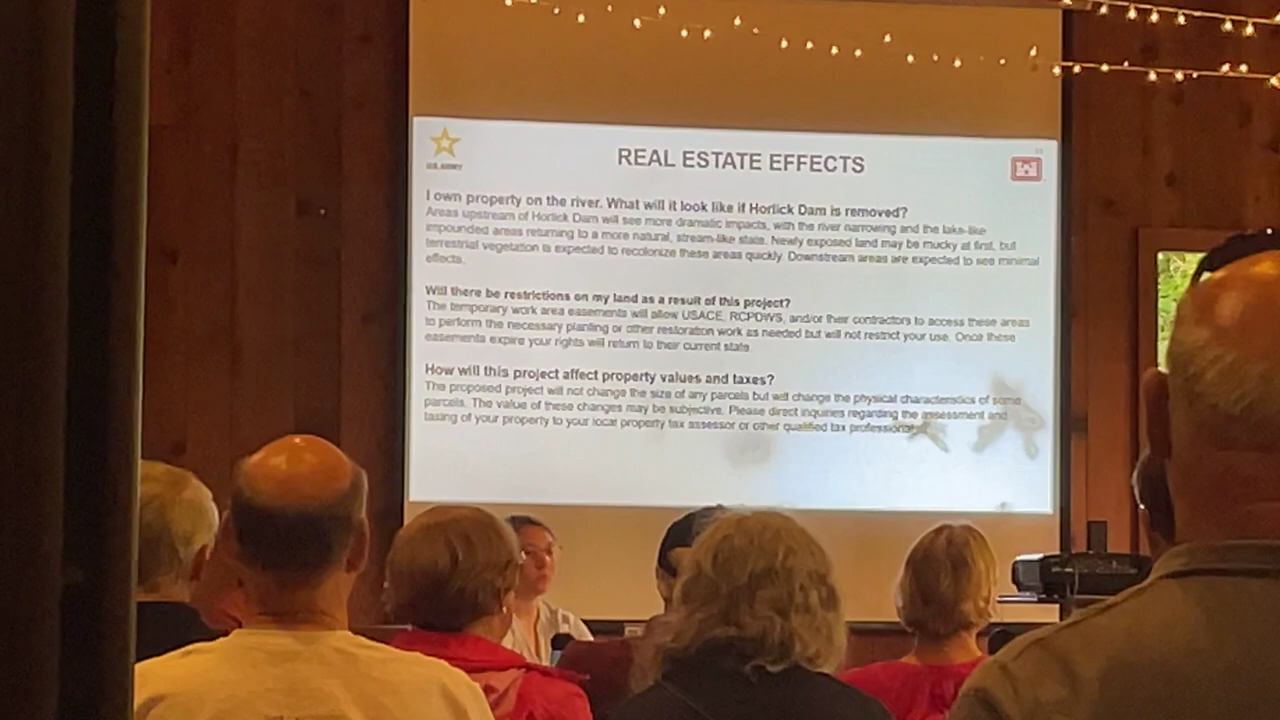 REAL ESTATE EFFECTS
U.S. ARMY
I own property on the river. What will it look like if Horlick Dam is removed?
Areas upstream of Horlick Dam will see more dramatic impacts, with the river narrowing and the lake-like
impounded areas returning to a more natural, stream-like state. Newly exposed land may be mucky at first, but
terrestrial vegetation is expected to recolonize these areas quickly. Downstream areas are expected to see minimal
effects.
Will there be restrictions on my land as a result of this project?
The temporary work area easements will allow USACE, RCPDWS, and/or their contractors to access these areas
to perform the necessary planting or other restoration work as needed but will not restrict your use. Once these
easements expire your rights will return to their current state.
How will this project affect property values and taxes?
The proposed project will not change the size of any parcels but will change the physical characteristics of some
parcels. The value of these changes may be subjective. Please direct inquiries regarding the assessment and
taxing of your property to your local property tax assessor or other qualified tax professional.